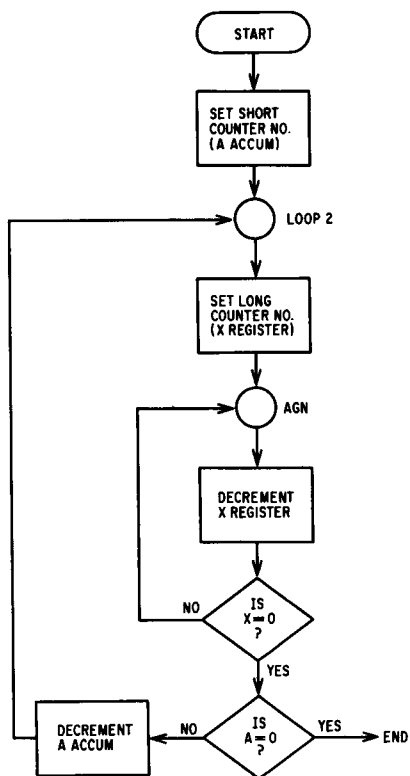 START
SET SHORT
COUNTER NO.
(A ACCUM)
LOOP 2
SET LONG
COUNTER NO.
(X REGISTER)
AGN
DECREMENT
X REGISTER
NO
IS
X=0
?
YES
DECREMENT
A ACCUM
NO
IS
A=0
?
YES
END